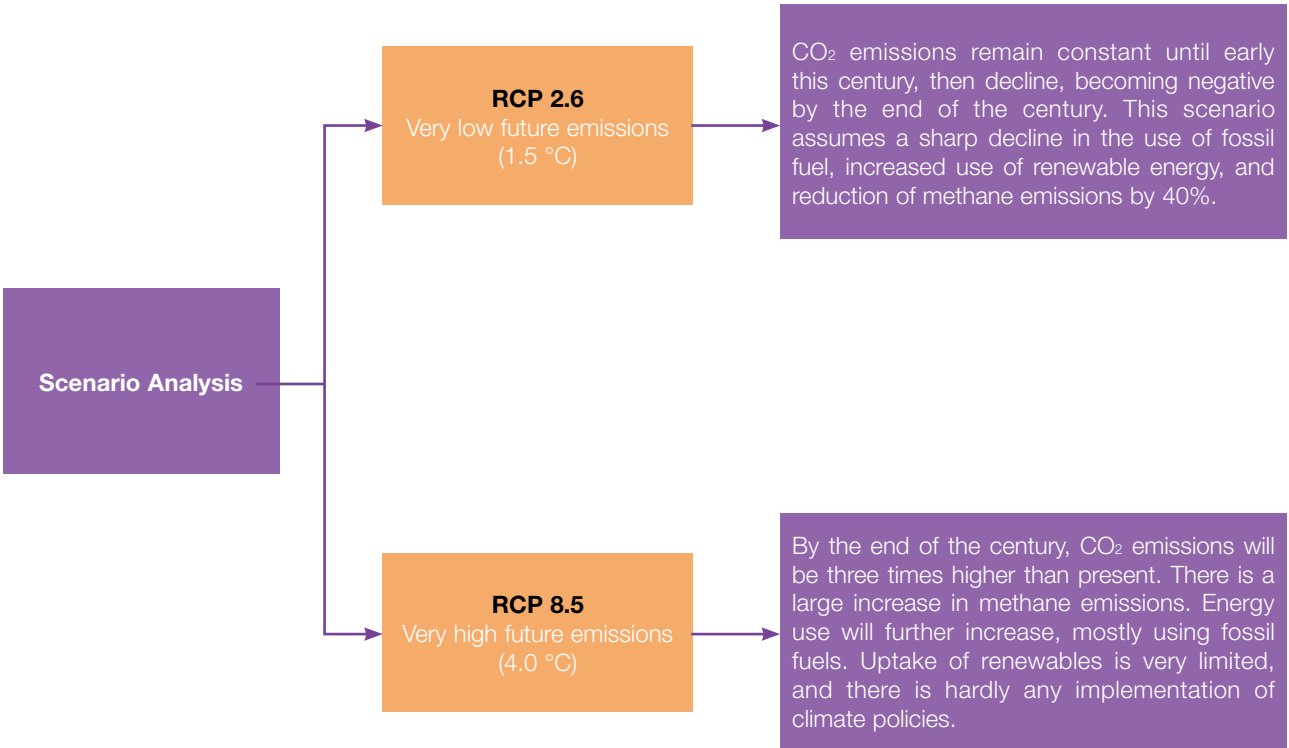 Scenario Analysis
RCP 2.6
Very low future emissions
(1.5 °C)
CO₂ emissions remain constant until early
this century, then decline, becoming negative
by the end of the century. This scenario
assumes a sharp decline in the use of fossil
fuel, increased use of renewable energy, and
reduction of methane emissions by 40%.
RCP 8.5
Very high future emissions
(4.0 °C)
By the end of the century, CO₂ emissions will
be three times higher than present. There is a
large increase in methane emissions. Energy
use will further increase, mostly using fossil
fuels. Uptake of renewables is very limited,
and there is hardly any implementation of
climate policies.